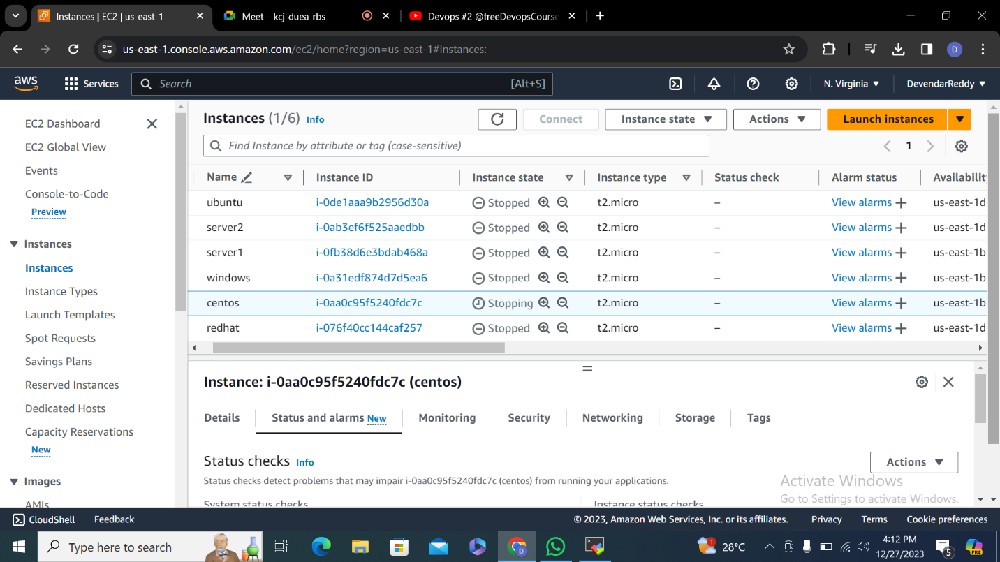 Instances | EC2 | us-east-1
Meet – kcj-duea-rbs
Devops #2 @freeDevopsCourse
us-east-1.console.aws.amazon.com/ec2/home?region=us-east-1#Instances:
D
aws
Services
Search
[Alt+S]
N. Virginia
DevendarReddy
EC2 Dashboard
EC2 Global View
Events
Console-to-Code
Preview
Instances
Instances
Instance Types
Launch Templates
Spot Requests
Savings Plans
Reserved Instances
Dedicated Hosts
Capacity Reservations
New
Images
AMIs
Instances (1/6) Info
Connect
Instance state
Actions
Launch instances
Find Instance by attribute or tag (case-sensitive)
1
Name Instance ID Instance state Instance type Status check Alarm status Availabilit
ubuntu i-0de1aaa9b2956d30a Stopped t2.micro – View alarms + us-east-1d
server2 i-0ab3ef6f525aaedbb Stopped t2.micro – View alarms + us-east-1d
server1 i-0fb38d6e3bdab468a Stopped t2.micro – View alarms + us-east-1b
windows i-0a31edf874d7d5ea6 Stopped t2.micro – View alarms + us-east-1b
centos i-0aa0c95f5240fdc7c Stopping t2.micro – View alarms + us-east-1b
redhat i-076f40cc144caf257 Stopped t2.micro – View alarms + us-east-1d
Instance: i-0aa0c95f5240fdc7c (centos)
Details Status and alarms New Monitoring Security Networking Storage Tags
Status checks Info
Actions
Status checks detect problems that may impair i-0aa0c95f5240fdc7c (centos) from running your applications.
System status checks Instance status checks
Activate Windows
Go to Settings to activate Windows.
CloudShell Feedback © 2023, Amazon Web Services, Inc. or its affiliates. Privacy Terms Cookie preferences
Type here to search
D
1
28°C
4:12 PM
12/27/2023
5
PRE